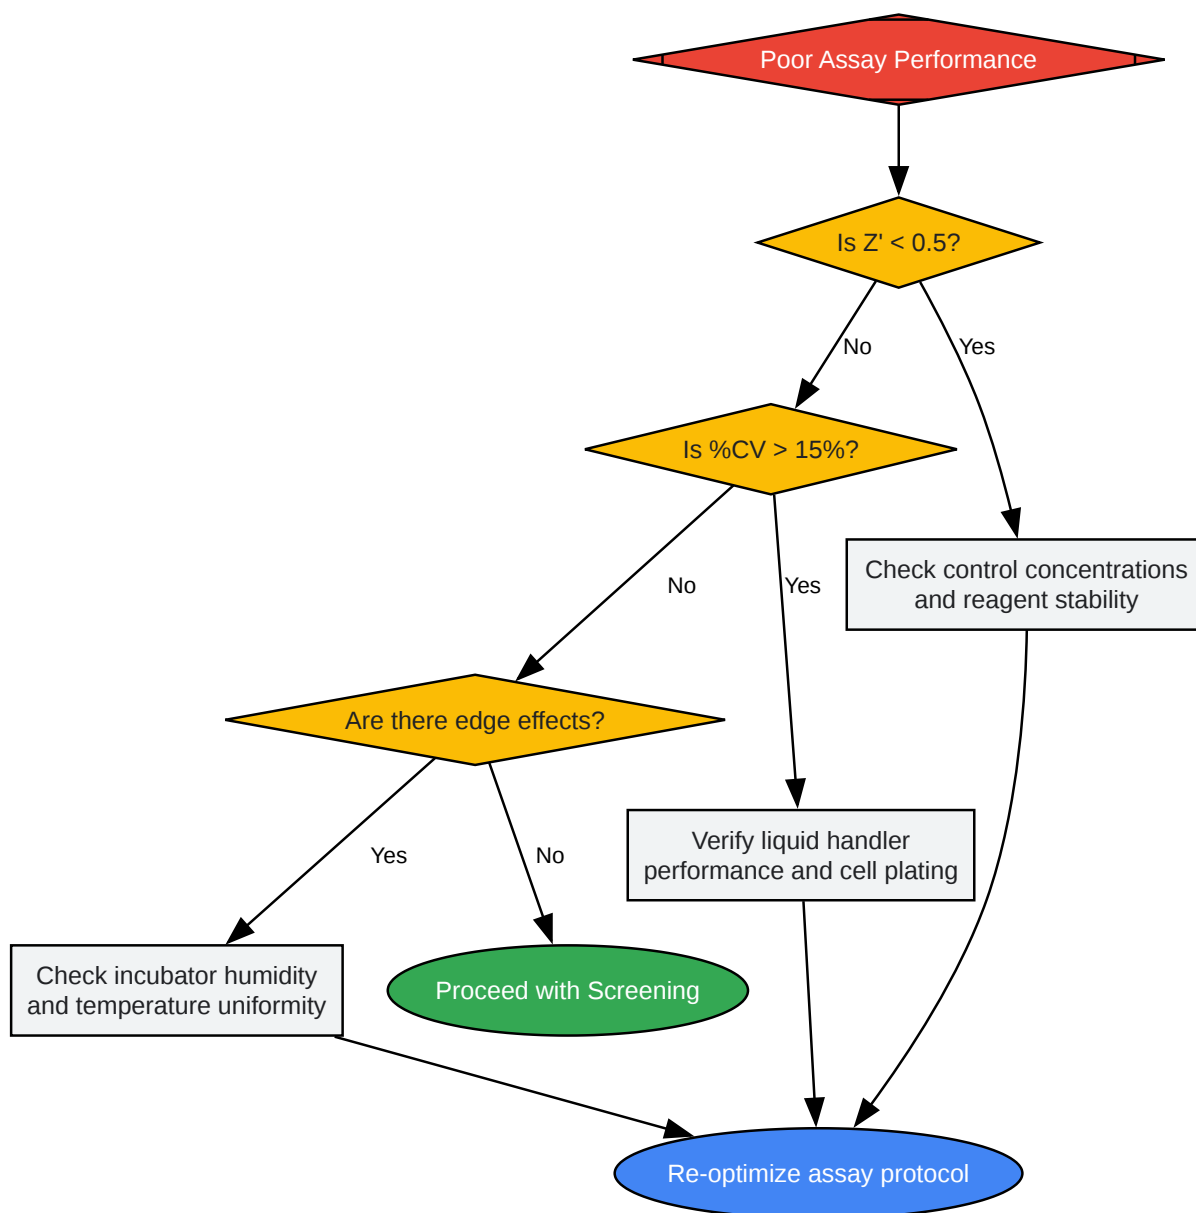 Poor Assay Performance
Is Z' < 0.5?
No
Yes
Is %CV > 15%?
Check control concentrations
and reagent stability
No
Yes
Are there edge effects?
Verify liquid handler
performance and cell plating
Yes
No
Check incubator humidity
and temperature uniformity
Proceed with Screening
Re-optimize assay protocol